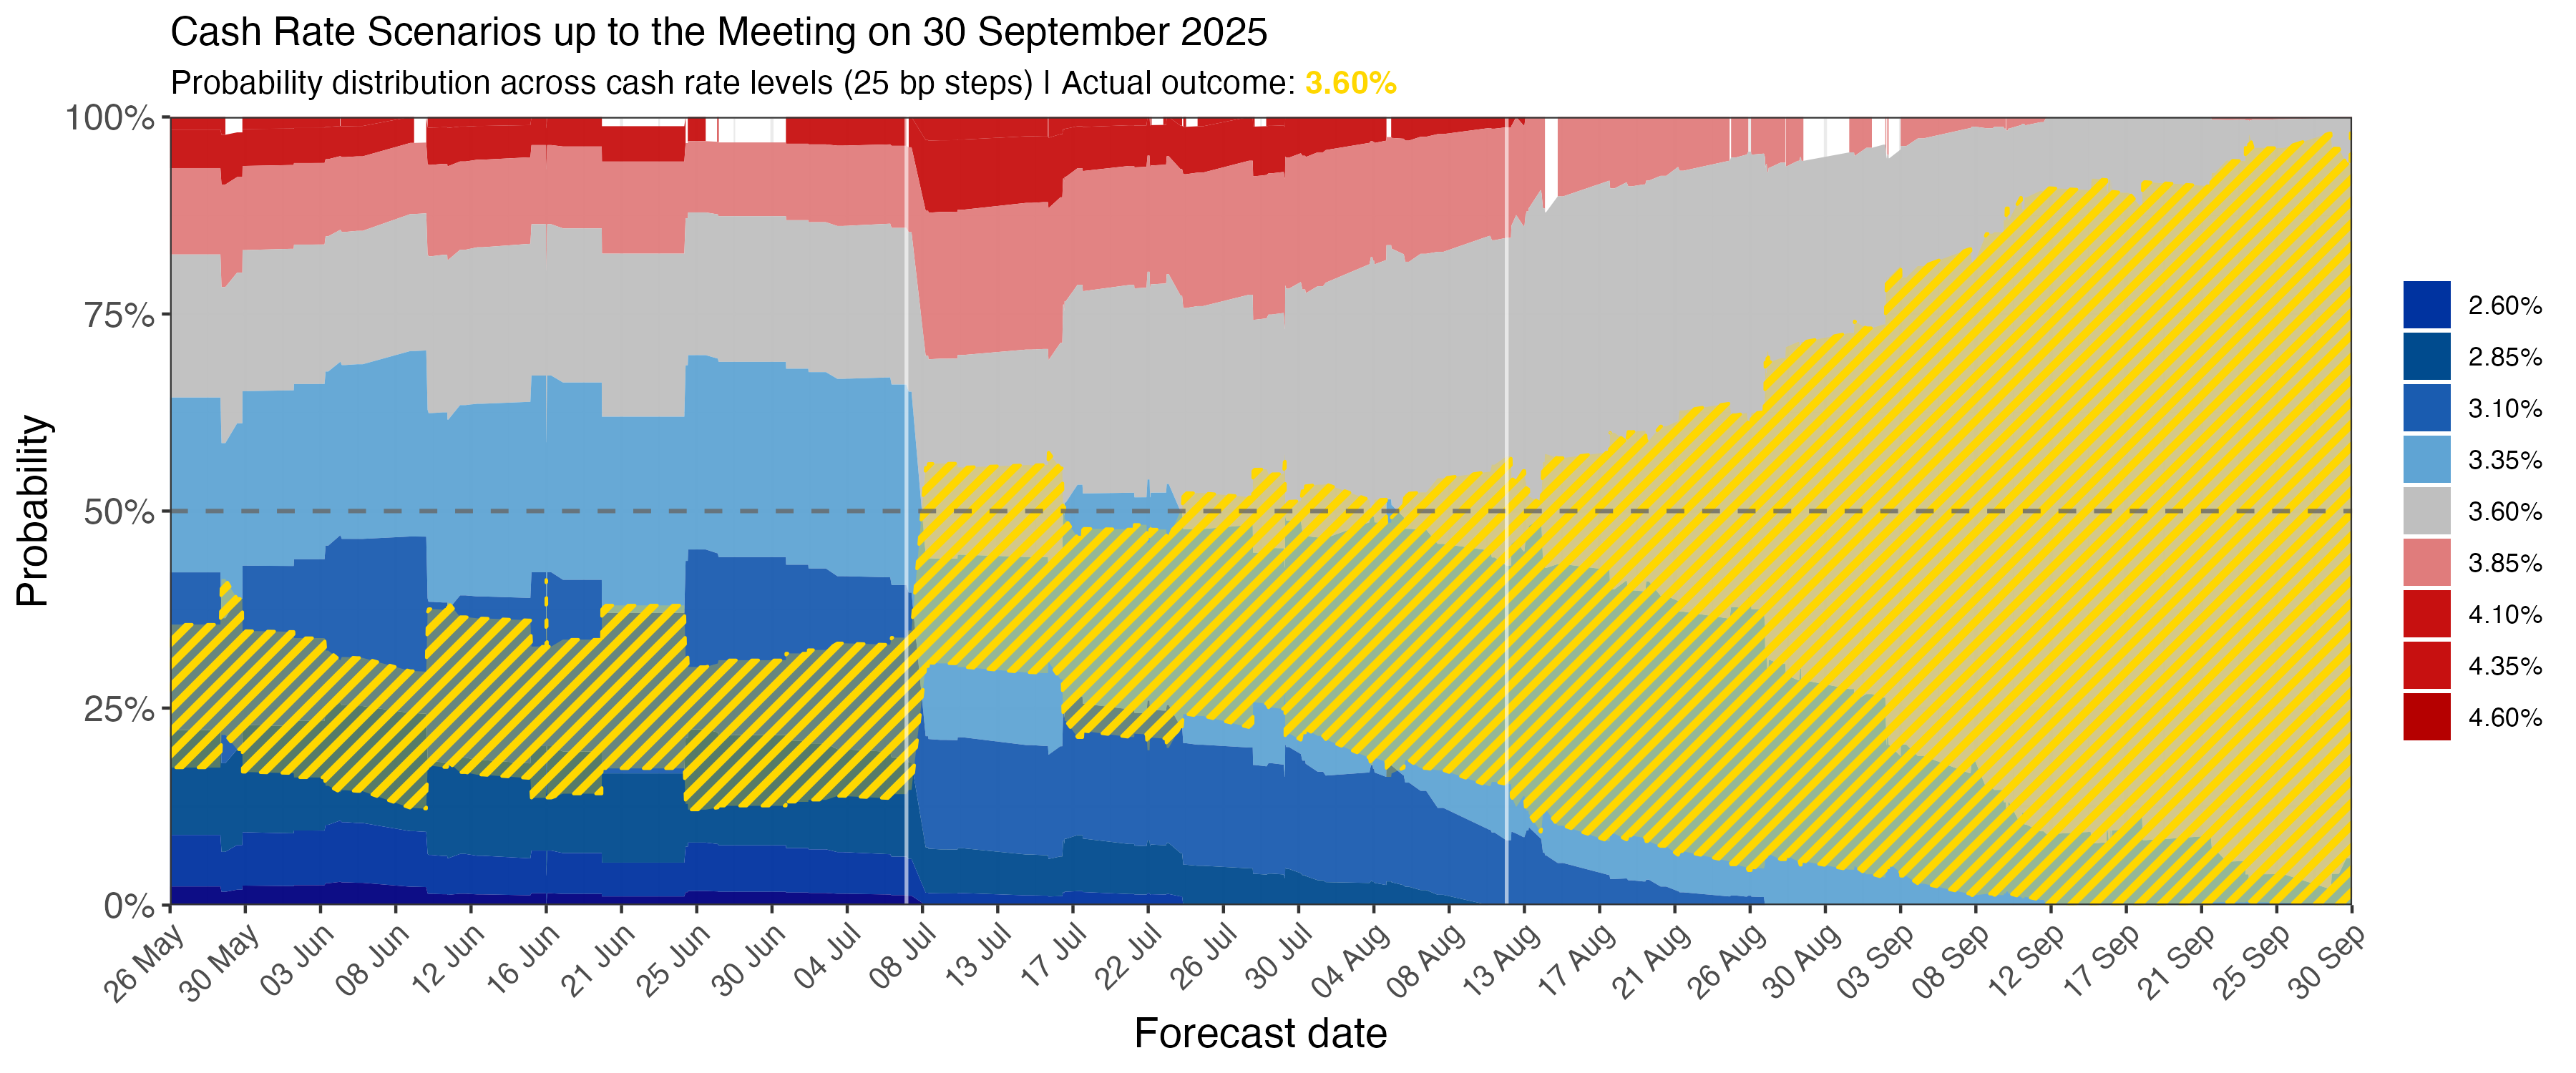 Cash Rate Scenarios up to the Meeting on 30 September 2025
Probability distribution across cash rate levels (25 bp steps) | Actual outcome: 3.60%
Probability
100%
75%
50%
25%
0%
26 May
30 May
03 Jun
08 Jun
12 Jun
16 Jun
21 Jun
25 Jun
30 Jun
04 Jul
08 Jul
13 Jul
17 Jul
22 Jul
26 Jul
30 Jul
04 Aug
08 Aug
13 Aug
17 Aug
21 Aug
26 Aug
30 Aug
03 Sep
08 Sep
12 Sep
17 Sep
21 Sep
25 Sep
30 Sep
Forecast date
2.60%
2.85%
3.10%
3.35%
3.60%
3.85%
4.10%
4.35%
4.60%